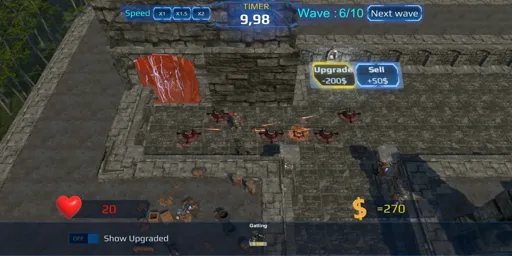 Speed X1 X1.5 X2
TIMER
9,98
Wave : 6/10 Next wave
Upgrade Sell
-200$ +50$
20
=270
Gatling
OFF Show Upgraded